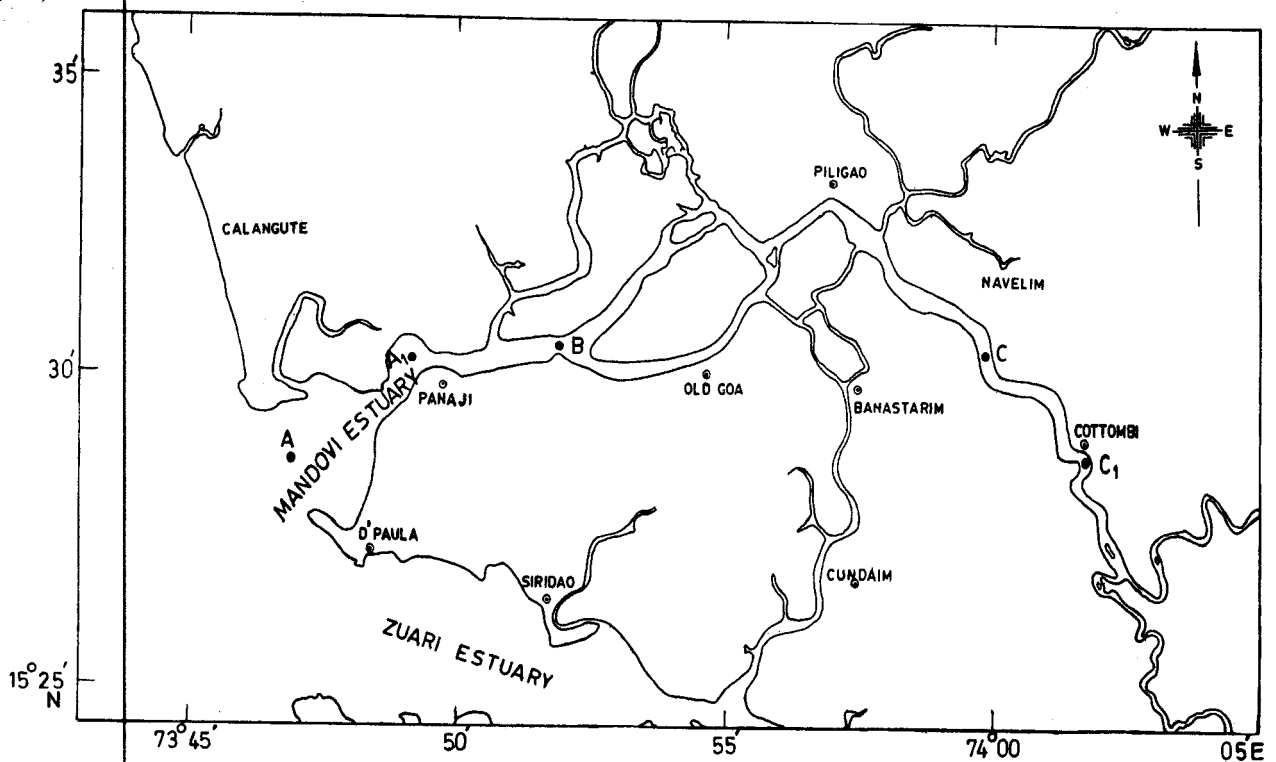 35'
N
W E
S
PILIGAO
CALANGUTE
NAVELIM
A₁
B
C
30'
PANAJI
OLD GOA
BANASTARIM
MANDOVI ESTUARY
A
COTTOMBI
C₁
D'PAULA
SIRIDAO
CUNDAIM
ZUARI ESTUARY
15°25'
N
73°45' 50' 55' 74°00' 05'E